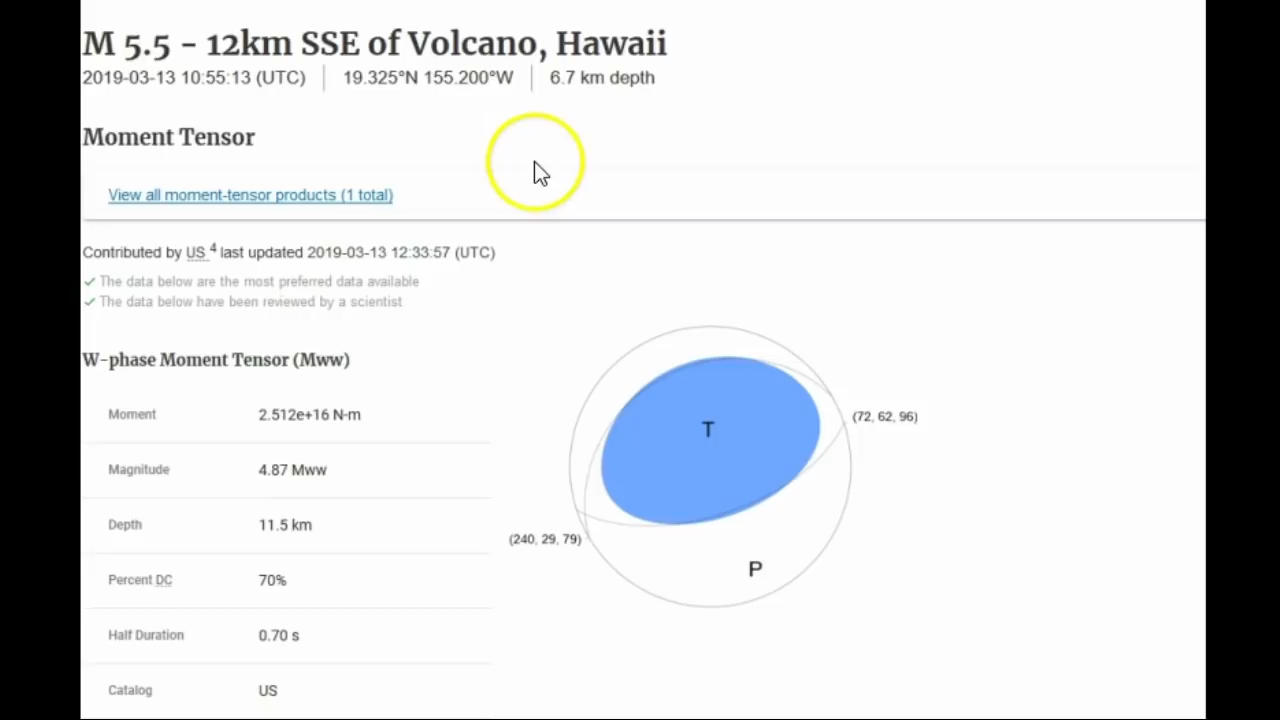 M 5.5 - 12km SSE of Volcano, Hawaii
2019-03-13 10:55:13 (UTC) 19.325°N 155.200°W 6.7 km depth
Moment Tensor
View all moment-tensor products (1 total)
Contributed by US 4 last updated 2019-03-13 12:33:57 (UTC)
The data below are the most preferred data available
The data below have been reviewed by a scientist
W-phase Moment Tensor (Mww)
Moment 2.512e+16 N-m
Magnitude 4.87 Mww
Depth 11.5 km
Percent DC 70%
Half Duration 0.70 s
Catalog US
(72, 62, 96)
T
(240, 29, 79)
P